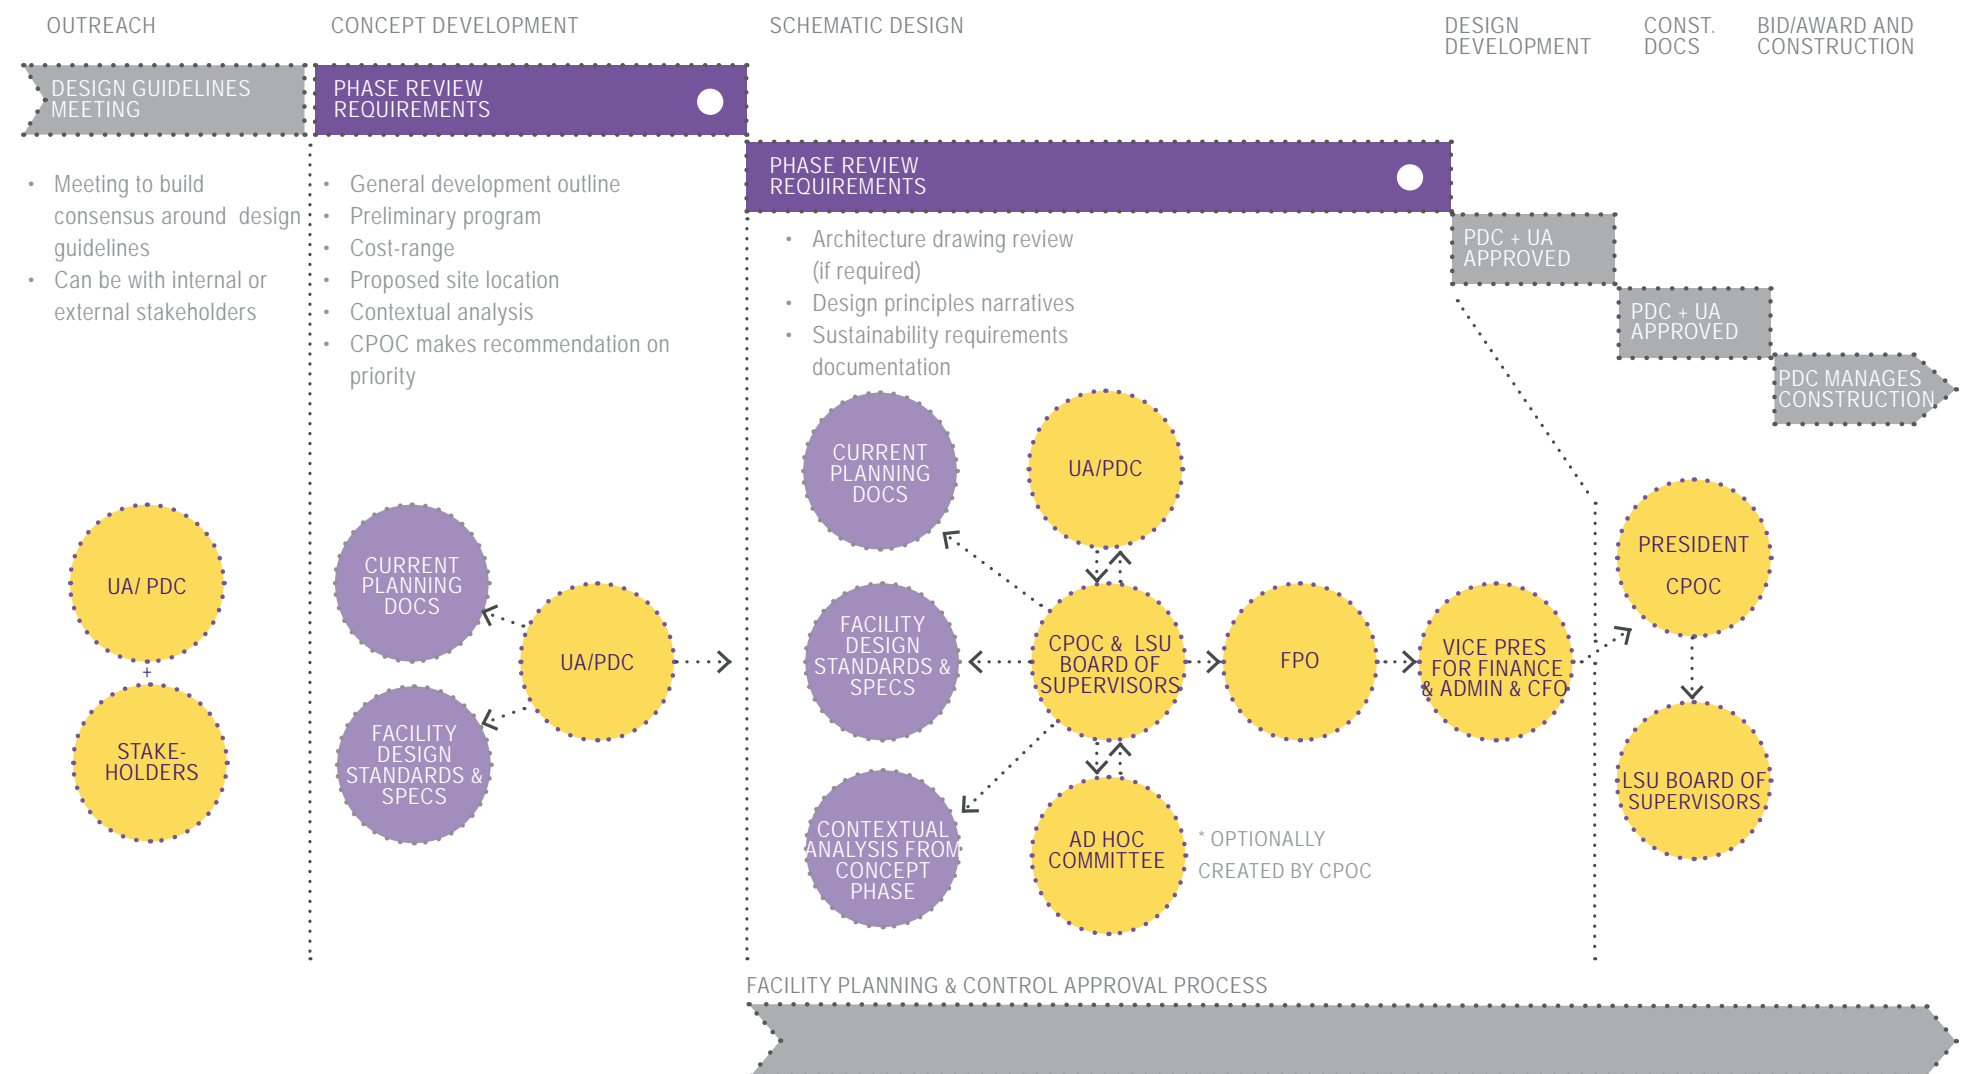 OUTREACH
CONCEPT DEVELOPMENT
SCHEMATIC DESIGN
DESIGN
DEVELOPMENT
CONST.
DOCS
BID/AWARD AND
CONSTRUCTION
DESIGN GUIDELINES
MEETING
PHASE REVIEW
REQUIREMENTS
PHASE REVIEW
REQUIREMENTS
PDC + UA
APPROVED
PDC + UA
APPROVED
PDC MANAGES
CONSTRUCTION
• Meeting to build
consensus around design
guidelines
• Can be with internal or
external stakeholders
• General development outline
• Preliminary program
• Cost-range
• Proposed site location
• Contextual analysis
• CPOC makes recommendation on
priority
• Architecture drawing review
(if required)
• Design principles narratives
• Sustainability requirements
documentation
UA/ PDC
+
STAKE-
HOLDERS
CURRENT
PLANNING
DOCS
FACILITY
DESIGN
STANDARDS &
SPECS
UA/PDC
CURRENT
PLANNING
DOCS
FACILITY
DESIGN
STANDARDS &
SPECS
CONTEXTUAL
ANALYSIS FROM
CONCEPT
PHASE
UA/PDC
CPOC & LSU
BOARD OF
SUPERVISORS
AD HOC
COMMITTEE
* OPTIONALLY
CREATED BY CPOC
FPO
VICE PRES
FOR FINANCE
& ADMIN & CFO
PRESIDENT
CPOC
LSU BOARD OF
SUPERVISORS
FACILITY PLANNING & CONTROL APPROVAL PROCESS